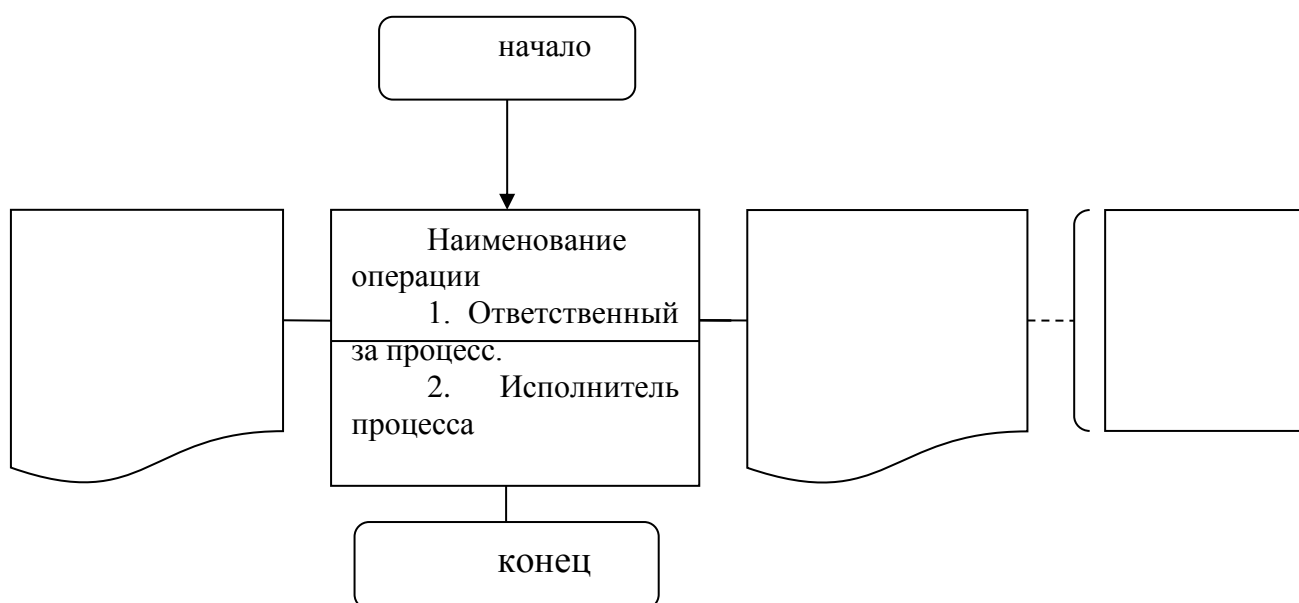 начало
Наименование
операции
1. Ответственный
за процесс.
2. Исполнитель
процесса
конец